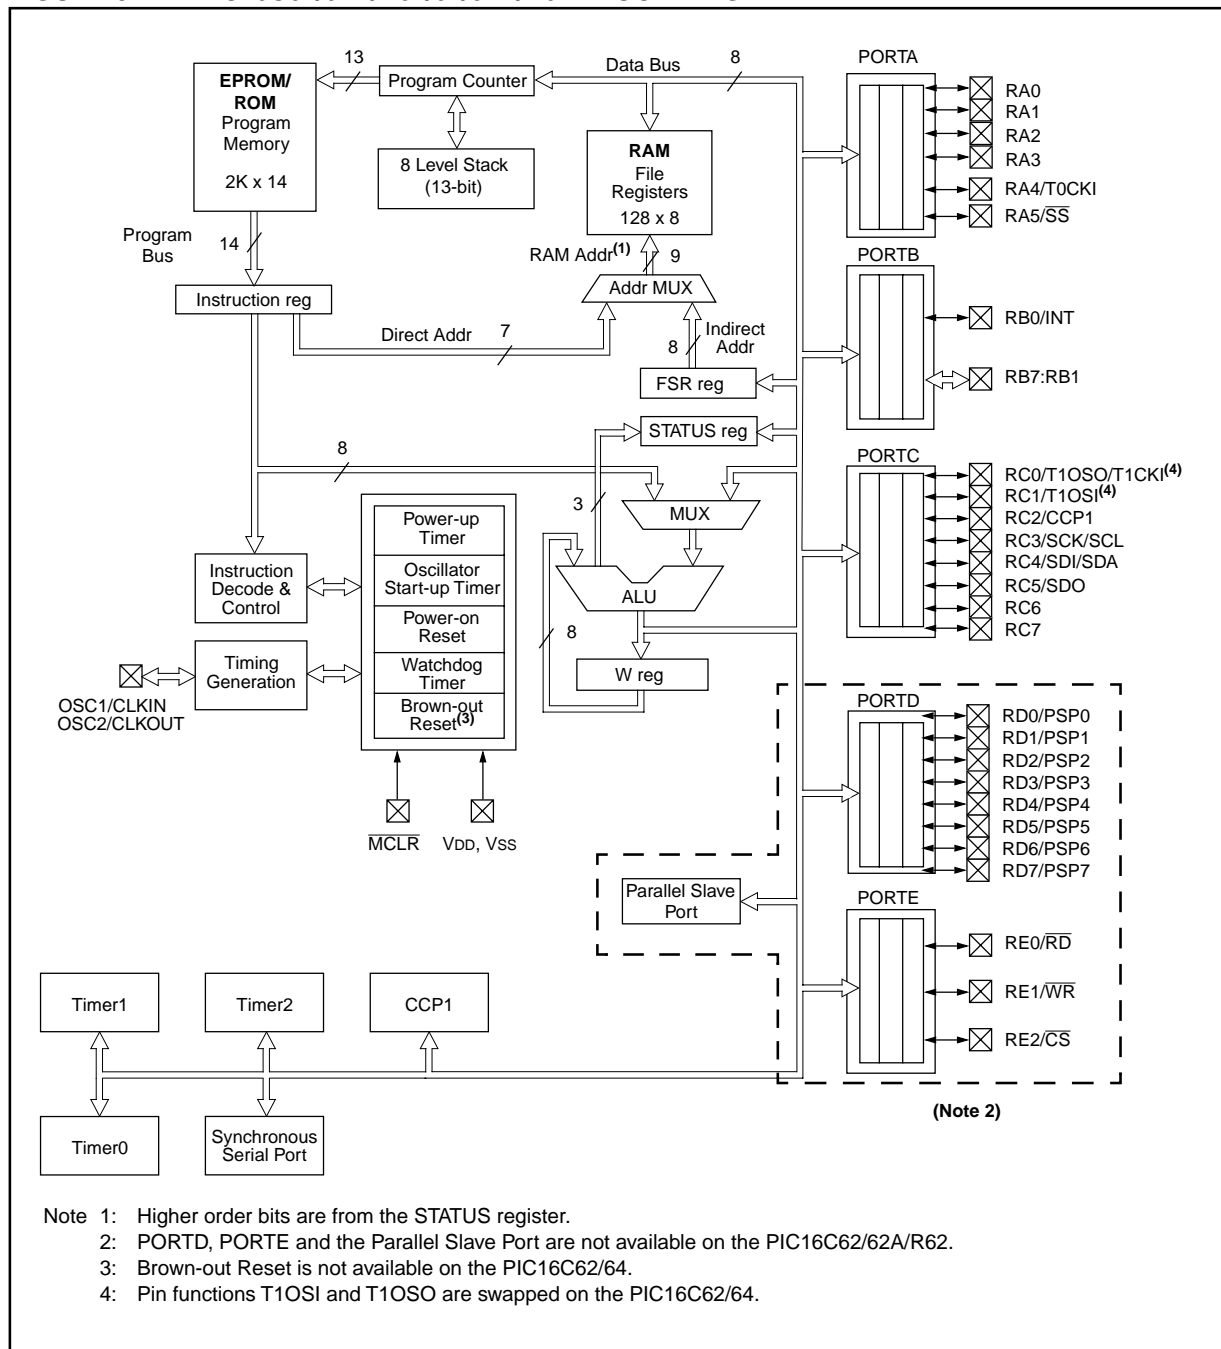 EPROM/
ROM
Program
Memory
2K x 14
13
Program Counter
Data Bus
8
8 Level Stack
(13-bit)
RAM
File
Registers
128 x 8
Program
Bus
14
RAM Addr(1)
9
Addr MUX
Instruction reg
Direct Addr
7
8
Indirect
Addr
FSR reg
STATUS reg
8
3
MUX
ALU
8
W reg
Power-up
Timer
Oscillator
Start-up Timer
Power-on
Reset
Watchdog
Timer
Brown-out
Reset(3)
Instruction
Decode &
Control
Timing
Generation
OSC1/CLKIN
OSC2/CLKOUT
MCLR
VDD, VSS
Parallel Slave
Port
Timer1
Timer2
CCP1
Timer0
Synchronous
Serial Port
PORTA
RA0
RA1
RA2
RA3
RA4/T0CKI
RA5/SS
PORTB
RB0/INT
RB7:RB1
PORTC
RC0/T1OSO/T1CKI(4)
RC1/T1OSI(4)
RC2/CCP1
RC3/SCK/SCL
RC4/SDI/SDA
RC5/SDO
RC6
RC7
PORTD
RD0/PSP0
RD1/PSP1
RD2/PSP2
RD3/PSP3
RD4/PSP4
RD5/PSP5
RD6/PSP6
RD7/PSP7
PORTE
RE0/RD
RE1/WR
RE2/CS
(Note 2)
Note 1: Higher order bits are from the STATUS register.
2: PORTD, PORTE and the Parallel Slave Port are not available on the PIC16C62/62A/R62.
3: Brown-out Reset is not available on the PIC16C62/64.
4: Pin functions T1OSI and T1OSO are swapped on the PIC16C62/64.